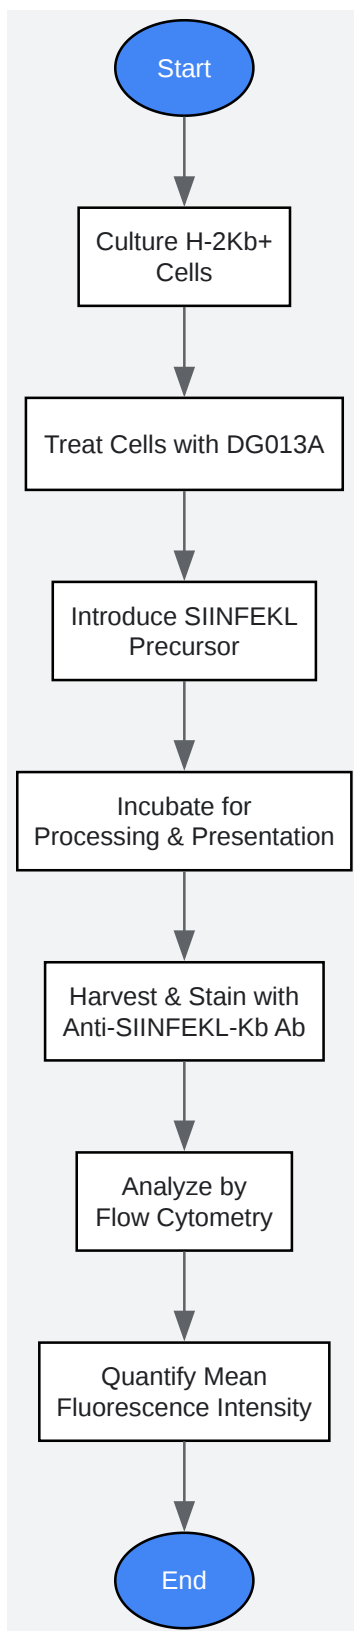 Start
Culture H-2Kb+
Cells
Treat Cells with DG013A
Introduce SIINFEKL
Precursor
Incubate for
Processing & Presentation
Harvest & Stain with
Anti-SIINFEKL-Kb Ab
Analyze by
Flow Cytometry
Quantify Mean
Fluorescence Intensity
End